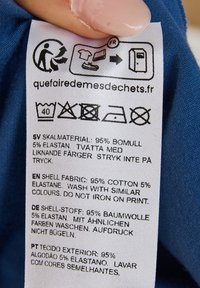 FR
quefairedemesdechets.fr
40
SV SKALMATERIAL: 95% BOMULL
5% ELASTAN. TVÄTTA MED
LIKNANDE FÄRGER. STRYK INTE PÅ
TRYCK.
EN SHELL FABRIC: 95% COTTON 5%
ELASTANE. WASH WITH SIMILAR
COLOURS. DO NOT IRON ON PRINT.
DE SHELL-STOFF: 95% BAUMWOLLE
5% ELASTAN. MIT ÄHNLICHEN
FARBEN WASCHEN. AUFDRUCK
NICHT BÜGELN.
PT TECIDO EXTERIOR: 95%
ALGODÃO 5% ELASTANO. LAVAR
COM CORES SEMELHANTES.